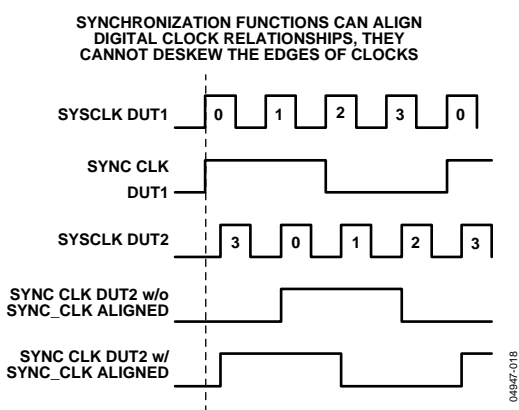 SYNCHRONIZATION FUNCTIONS CAN ALIGN
DIGITAL CLOCK RELATIONSHIPS, THEY
CANNOT DESKEW THE EDGES OF CLOCKS
SYSCLK DUT1
0 1 2 3 0
SYNC CLK
DUT1
SYSCLK DUT2
3 0 1 2 3
SYNC CLK DUT2 w/o
SYNC_CLK ALIGNED
SYNC CLK DUT2 w/
SYNC_CLK ALIGNED
04947-018